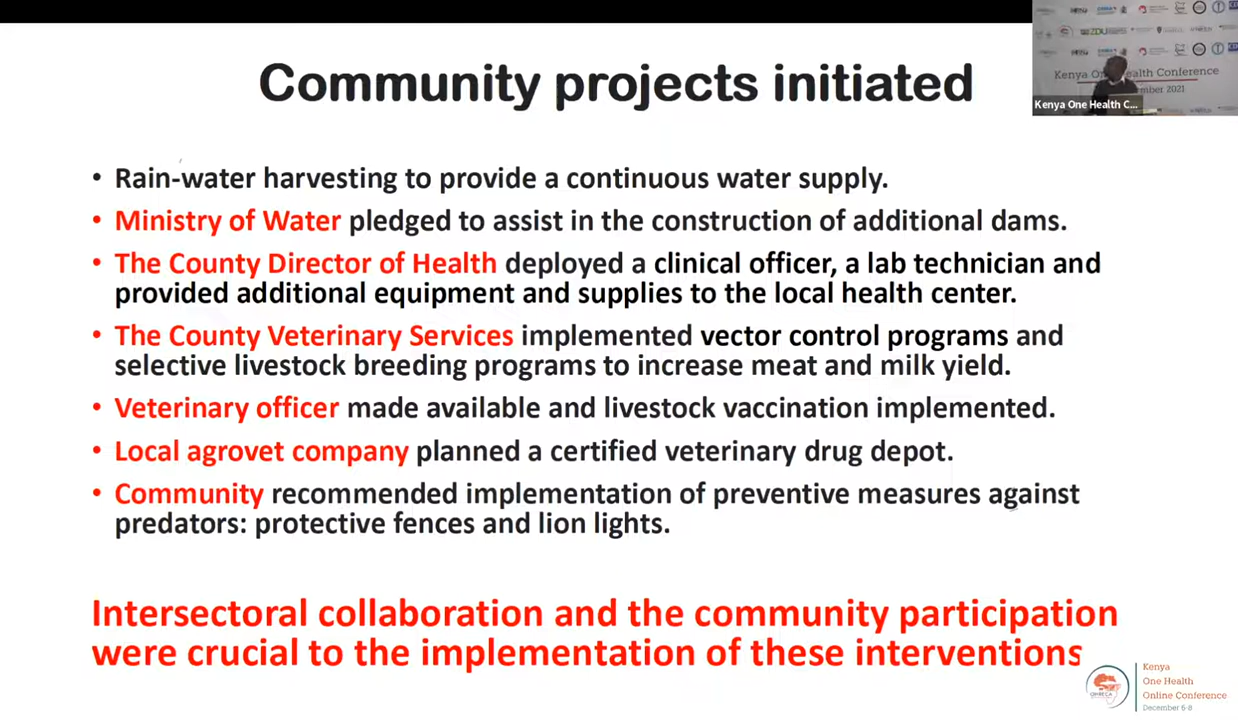 Community projects initiated
Kenya One Health Conference
mber 2021
Kenya One Health C...
• Rain-water harvesting to provide a continuous water supply.
• Ministry of Water pledged to assist in the construction of additional dams.
• The County Director of Health deployed a clinical officer, a lab technician and
provided additional equipment and supplies to the local health center.
• The County Veterinary Services implemented vector control programs and
selective livestock breeding programs to increase meat and milk yield.
• Veterinary officer made available and livestock vaccination implemented.
• Local agrovet company planned a certified veterinary drug depot.
• Community recommended implementation of preventive measures against
predators: protective fences and lion lights.
Intersectoral collaboration and the community participation
were crucial to the implementation of these interventions
OHRECA
Kenya
One Health
Online Conference
December 6-8